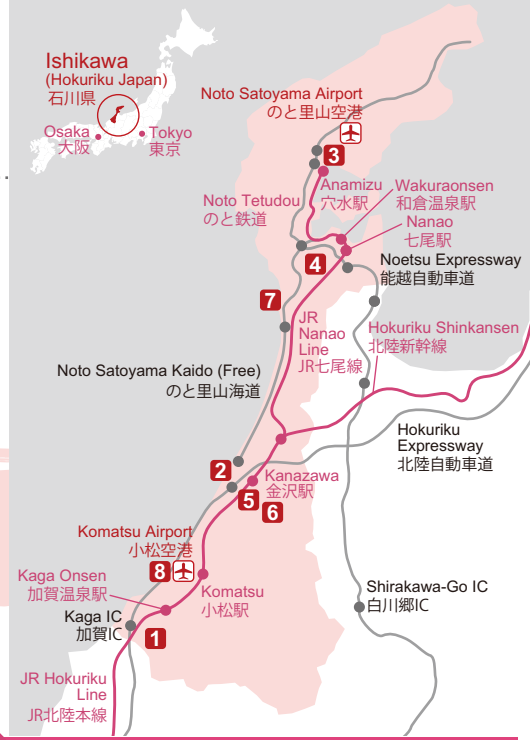 Ishikawa
(Hokuriku Japan)
石川県
Osaka
大阪
Tokyo
東京
Noto Satoyama Airport
のと里山空港
3
Anamizu
穴水駅
Wakuraonsen
和倉温泉駅
Noto Tetudou
のと鉄道
Nanao
七尾駅
4
Noetsu Expressway
能越自動車道
7
JR
Nanao
Line
JR七尾線
Hokuriku Shinkansen
北陸新幹線
Noto Satoyama Kaido (Free)
のと里山海道
Hokuriku
Expressway
北陸自動車道
2
Kanazawa
金沢駅
5
6
Komatsu Airport
小松空港
8
Kaga Onsen
加賀温泉駅
Komatsu
小松駅
Shirakawa-Go IC
白川郷IC
Kaga IC
加賀IC
1
JR Hokuriku
Line
JR北陸本線